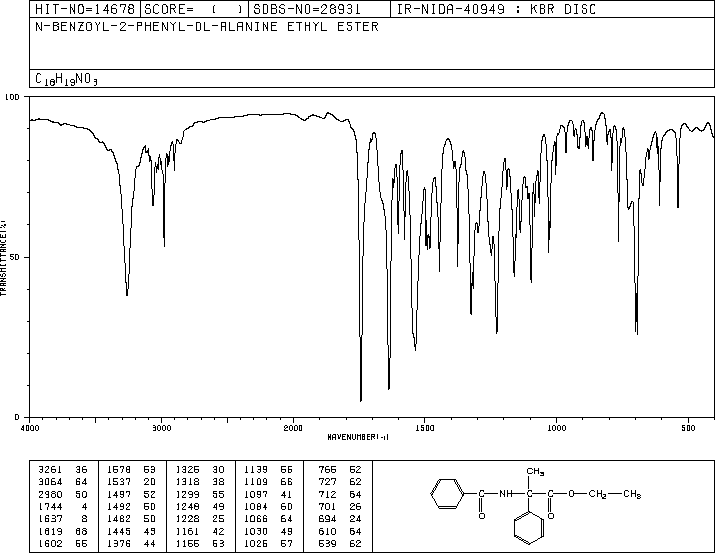 HIT-NO=14678 SCORE= ( ) SDBS-NO=28931 IR-NIDA-40949 : KBR DISC
N-BENZOYL-2-PHENYL-DL-ALANINE ETHYL ESTER
C18H19NO3
100
TRANSMITTANCE(%)
50
0
4000 3000 2000 1500 1000 500
WAVENUMBER(-1)
3261 36 1578 53 1325 30 1139 55 766 52
3064 64 1537 20 1318 38 1109 66 727 62
2980 50 1497 52 1299 55 1097 41 712 64
1744 4 1492 50 1248 49 1084 60 701 26
1637 8 1482 50 1228 25 1066 64 694 24
1619 68 1445 43 1161 42 1030 49 610 64
1602 55 1376 44 1155 53 1026 57 539 62
CH3
C NH C C O CH2 CH3
O O